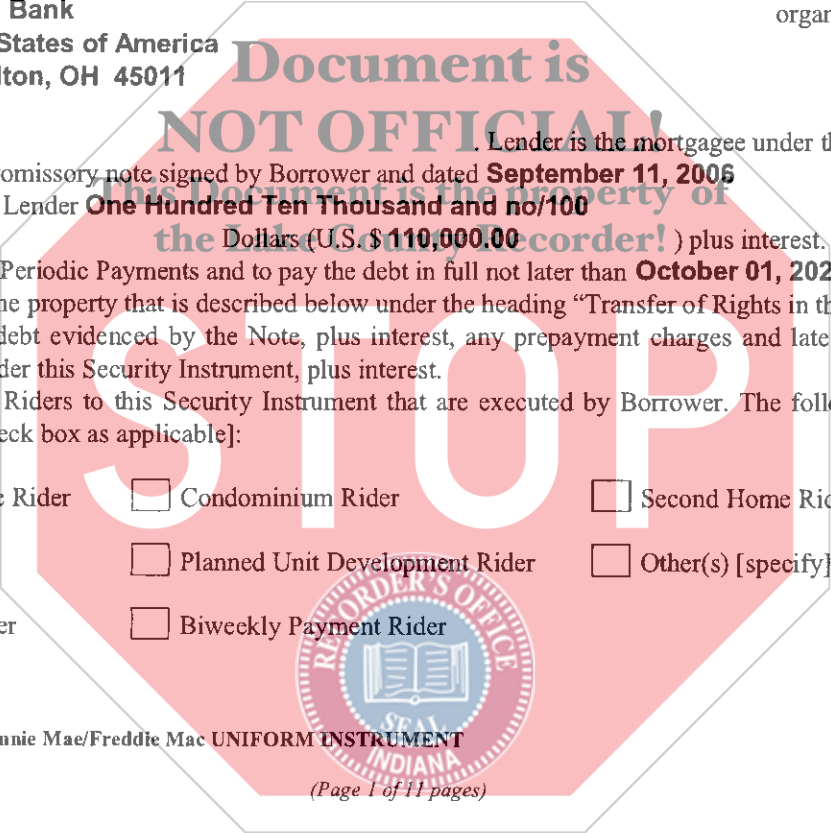 Bank
organ
States of America
lton, OH 45011
Document is
NOT OFFICIAL!
. Lender is the mortgagee under th
omissory note signed by Borrower and dated September 11, 2006
This Document is the property of
Lender One Hundred Ten Thousand and no/100
the Lake County Recorder!
Dollars (U.S. $ 110,000.00 ) plus interest.
Periodic Payments and to pay the debt in full not later than October 01, 202
ne property that is described below under the heading “Transfer of Rights in th
debt evidenced by the Note, plus interest, any prepayment charges and late
der this Security Instrument, plus interest.
Riders to this Security Instrument that are executed by Borrower. The follo
eck box as applicable]:
STOP
e Rider Condominium Rider Second Home Rid
Planned Unit Development Rider Other(s) [specify]
er Biweekly Payment Rider
RECORDER'S OFFICE
SEAL
INDIANA
nnie Mae/Freddie Mac UNIFORM INSTRUMENT
(Page 1 of 11 pages)